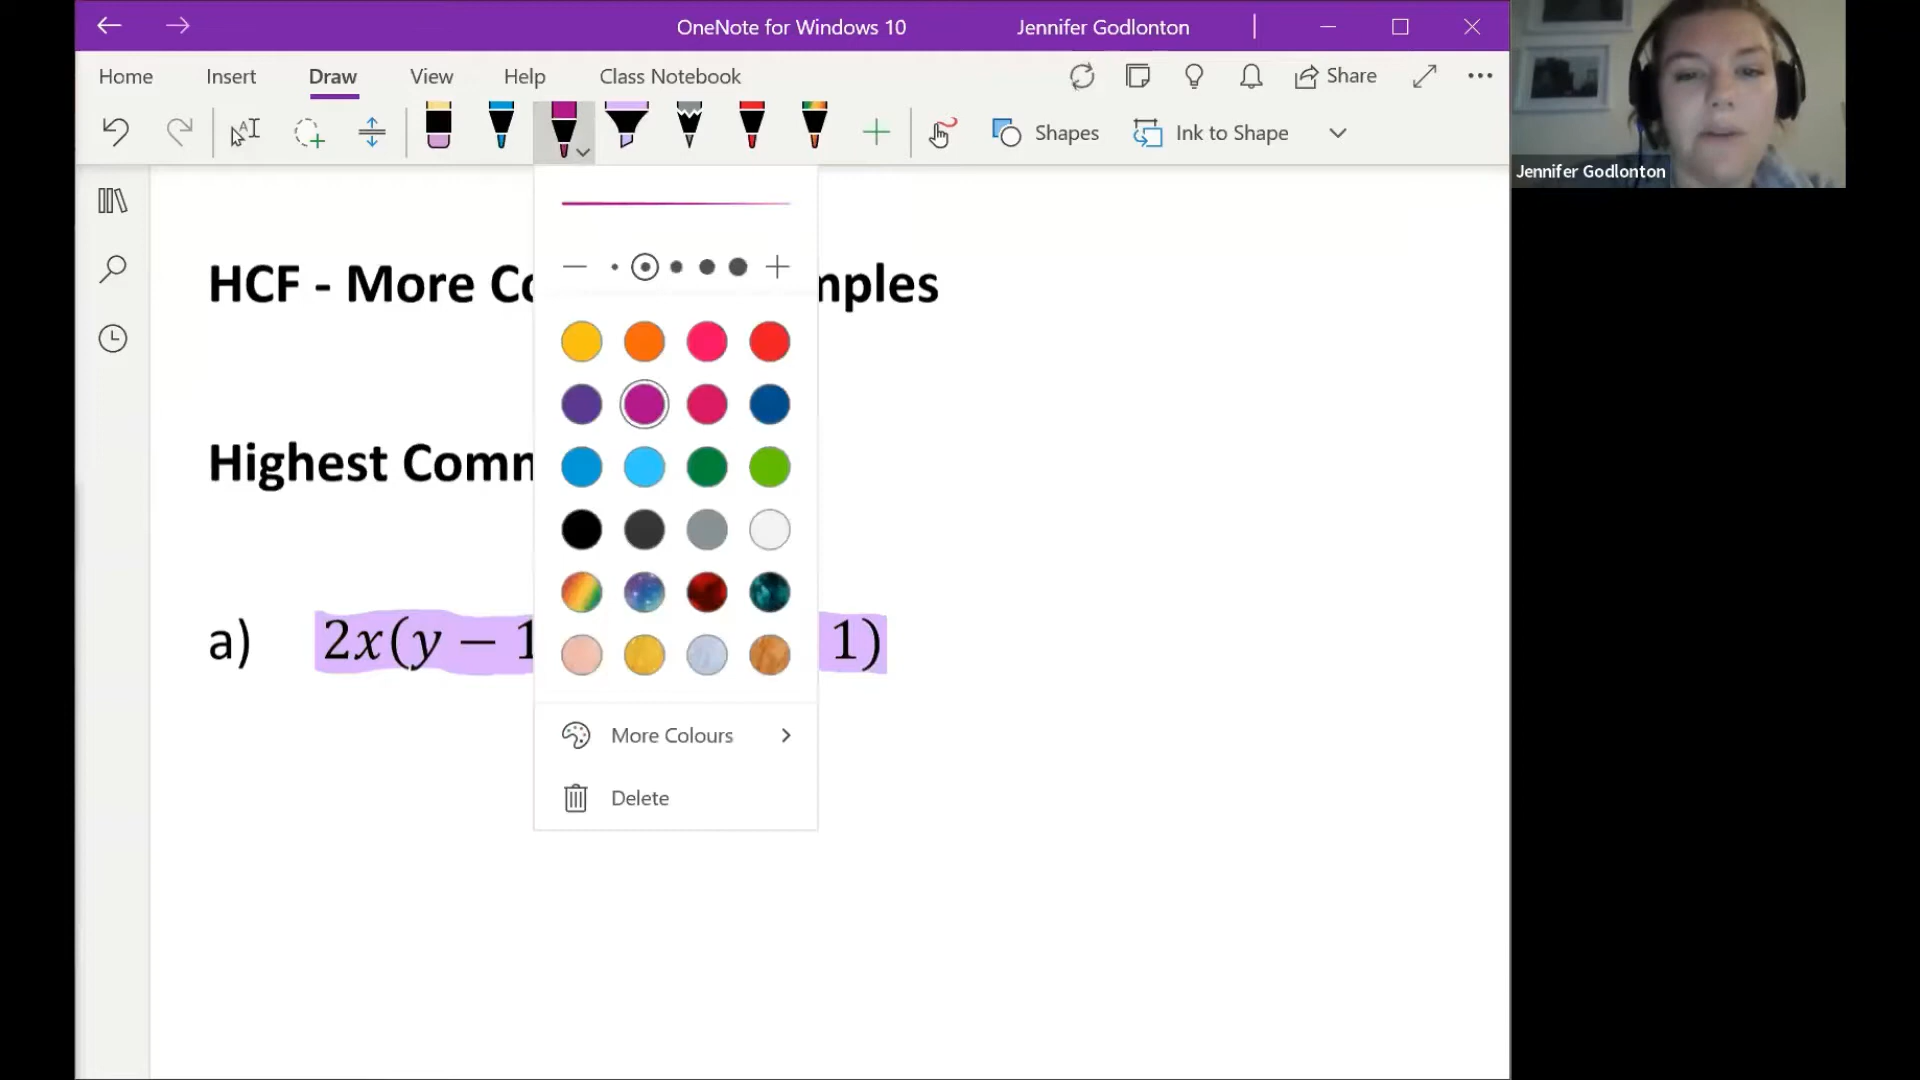 OneNote for Windows 10 Jennifer Godlonton
Home Insert Draw View Help Class Notebook Share
Shapes Ink to Shape
Jennifer Godlonton
HCF - More Co mples
Highest Comm
a) 2x(y − 1 1)
More Colours
Delete